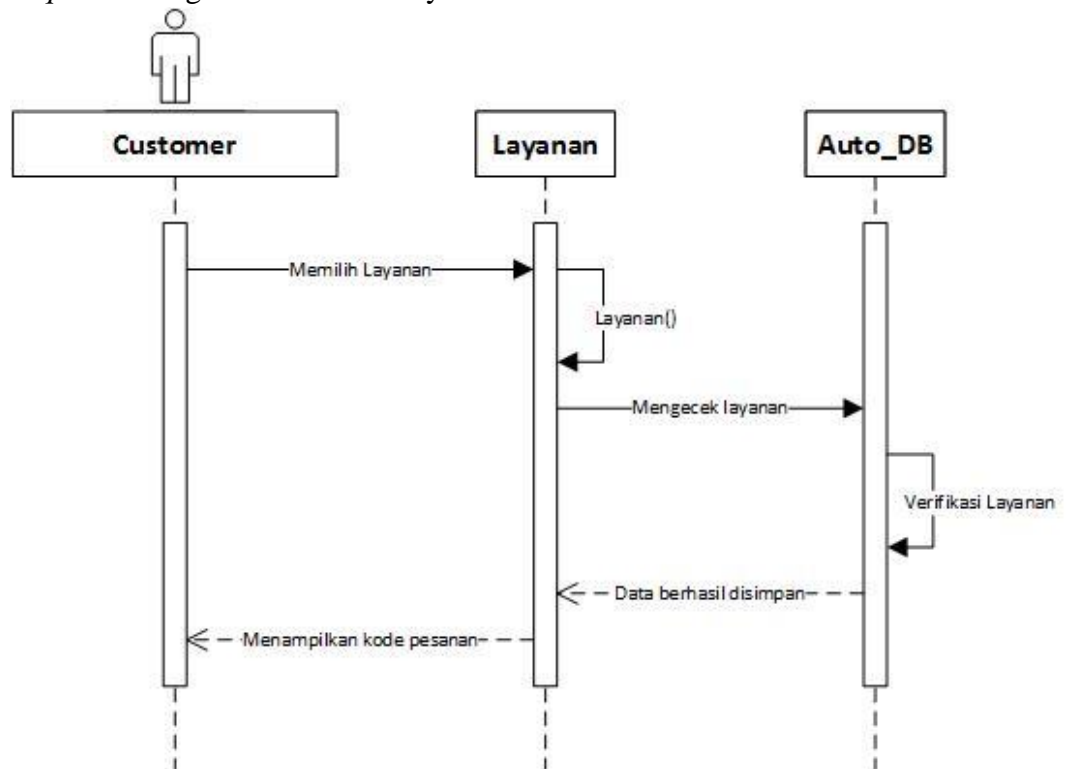 Customer
Layanan
Auto_DB
Memilih Layanan
Layanan()
Mengecek layanan
Verifikasi Layanan
Data berhasil disimpan
Menampilkan kode pesanan